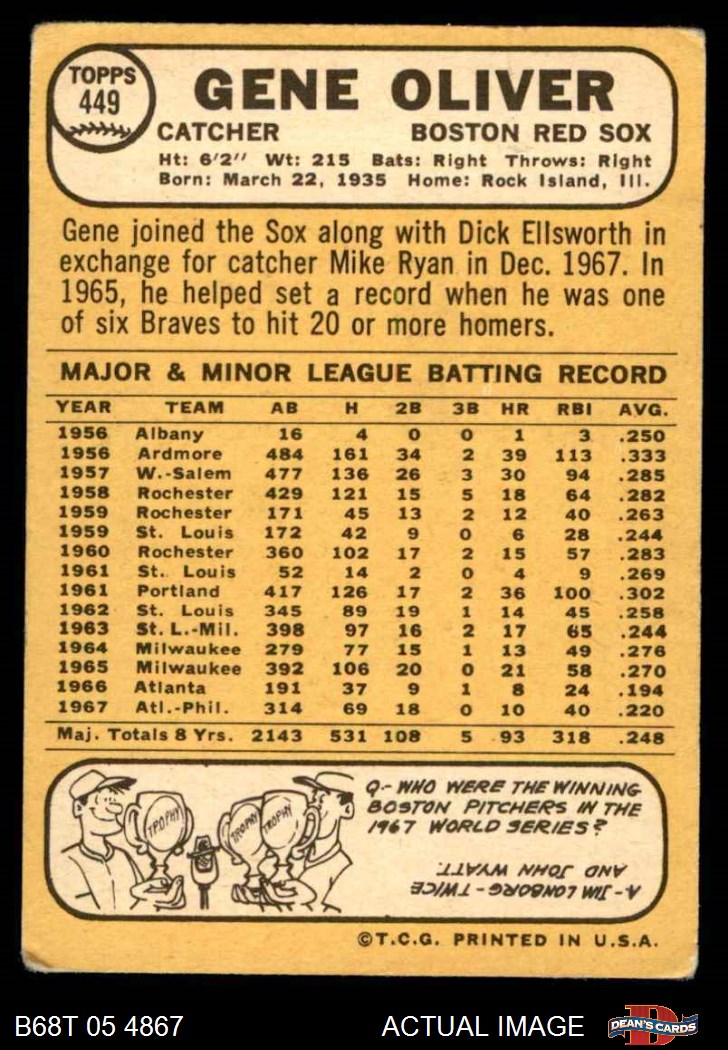 TOPPS
449
GENE OLIVER
CATCHER BOSTON RED SOX
Ht: 6'2" Wt: 215 Bats: Right Throws: Right
Born: March 22, 1935 Home: Rock Island, Ill.
Gene joined the Sox along with Dick Ellsworth in
exchange for catcher Mike Ryan in Dec. 1967. In
1965, he helped set a record when he was one
of six Braves to hit 20 or more homers.
MAJOR & MINOR LEAGUE BATTING RECORD
YEAR TEAM AB H 2B 3B HR RBI AVG.
1956 Albany 16 4 0 0 1 3 .250
1956 Ardmore 484 161 34 2 39 113 .333
1957 W.-Salem 477 136 26 3 30 94 .285
1958 Rochester 429 121 15 5 18 64 .282
1959 Rochester 171 45 13 2 12 40 .263
1959 St. Louis 172 42 9 0 6 28 .244
1960 Rochester 360 102 17 2 15 57 .283
1961 St. Louis 52 14 2 0 4 9 .269
1961 Portland 417 126 17 2 36 100 .302
1962 St. Louis 345 89 19 1 14 45 .258
1963 St. L.-Mil. 398 97 16 2 17 65 .244
1964 Milwaukee 279 77 15 1 13 49 .276
1965 Milwaukee 392 106 20 0 21 58 .270
1966 Atlanta 191 37 9 1 8 24 .194
1967 Atl.-Phil. 314 69 18 0 10 40 .220
Maj. Totals 8 Yrs. 2143 531 108 5 93 318 .248
TROPHY
TROPHY
TROPHY
Q- WHO WERE THE WINNING
BOSTON PITCHERS IN THE
1967 WORLD SERIES?
A- JIM LONBORG - TWICE
AND JOHN WYATT.
©T.C.G. PRINTED IN U.S.A.
B68T 05 4867 ACTUAL IMAGE
D
DEAN'S CARDS